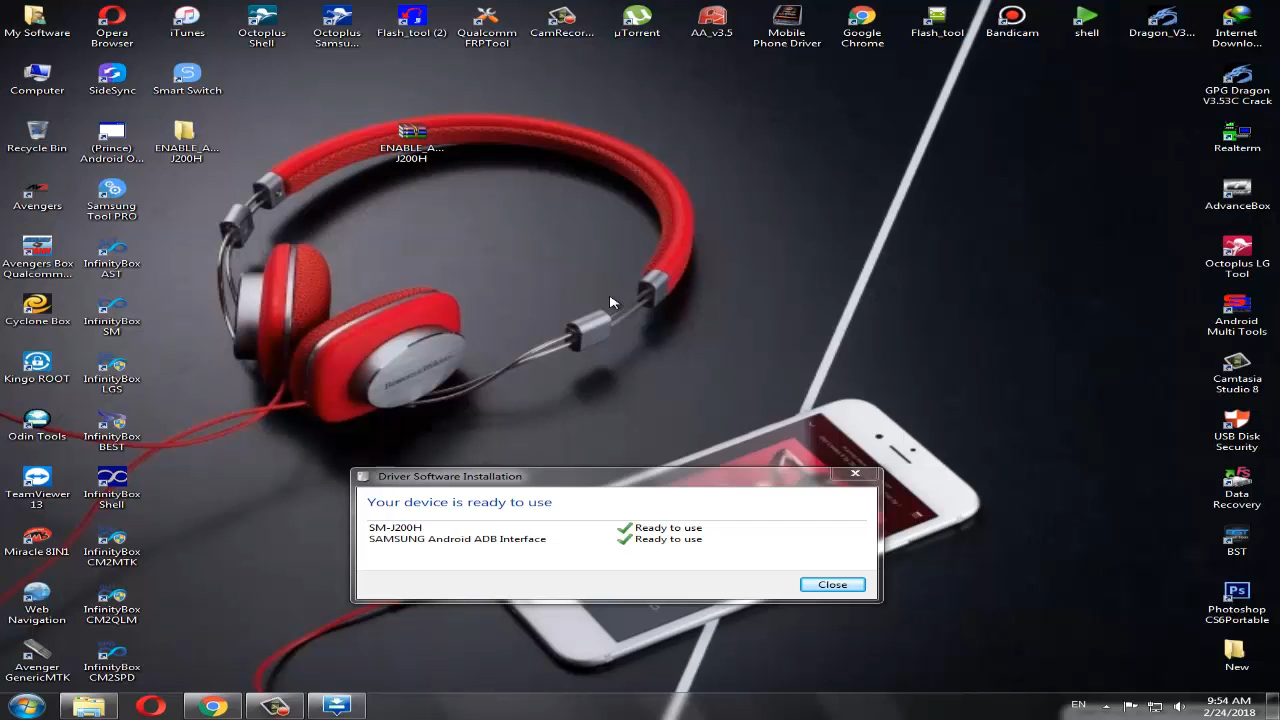 My Software
Opera
Browser
iTunes
Octoplus
Shell
Octoplus
Samsu...
Flash_tool (2)
Qualcomm
FRPTool
CamRecor...
µTorrent
AA_v3.5
Mobile
Phone Driver
Google
Chrome
Flash_tool
Bandicam
shell
Dragon_V3...
Internet
Downlo...
Computer
SideSync
Smart Switch
GPG Dragon
V3.53C Crack
Recycle Bin
(Prince)
Android O...
ENABLE_A...
J200H
ENABLE_A...
J200H
Realterm
Avengers
Samsung
Tool PRO
AdvanceBox
Avengers Box
Qualcomm...
InfinityBox
AST
Octoplus LG
Tool
Cyclone Box
InfinityBox
SM
Android
Multi Tools
Kingo ROOT
InfinityBox
LGS
Camtasia
Studio 8
Odin Tools
InfinityBox
BEST
USB Disk
Security
TeamViewer
13
InfinityBox
Shell
Data
Recovery
Miracle 8IN1
InfinityBox
CM2MTK
BST
Web
Navigation
InfinityBox
CM2QLM
Photoshop
CS6Portable
Avenger
GenericMTK
InfinityBox
CM2SPD
New
Driver Software Installation
Your device is ready to use
SM-J200H Ready to use
SAMSUNG Android ADB Interface Ready to use
Close
EN
9:54 AM
2/24/2018